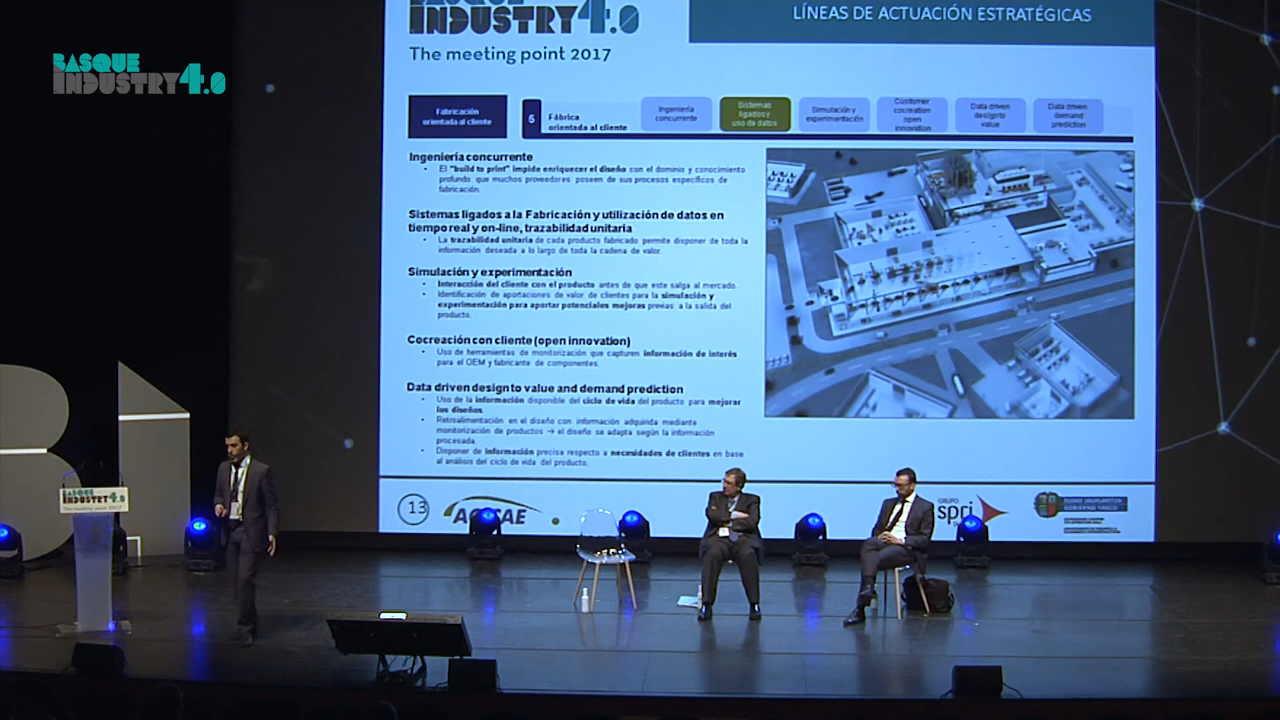 BASQUE
INDUSTRY 4.0
BASQUE
INDUSTRY 4.0
The meeting point 2017
LÍNEAS DE ACTUACIÓN ESTRATÉGICAS
Fabricación
orientada al cliente
5
Fábrica
orientada al cliente
Ingeniería
concurrente
Sistemas
ligados y
uso de datos
Simulación y
experimentación
Customer
cocreation
open
innovation
Data driven
design to
value
Data driven
demand
prediction
Ingeniería concurrente
• El "build to print" impide enriquecer el diseño con el dominio y conocimiento
profundo que muchos proveedores poseen de sus procesos específicos de
fabricación.
Sistemas ligados a la Fabricación y utilización de datos en
tiempo real y on-line, trazabilidad unitaria
• La trazabilidad unitaria de cada producto fabricado permite disponer de toda la
información deseada a lo largo de toda la cadena de valor.
Simulación y experimentación
• Interacción del cliente con el producto antes de que este salga al mercado.
• Identificación de aportaciones de valor de clientes para la simulación y
experimentación para aportar potenciales mejoras previas a la salida del
producto.
Cocreación con cliente (open innovation)
• Uso de herramientas de monitorización que capturen información de interés
para el OEM y fabricante de componentes.
Data driven design to value and demand prediction
• Uso de la información disponible del ciclo de vida del producto para mejorar
los diseños
• Retroalimentación en el diseño con información adquirida mediante
monitorización de productos → el diseño se adapta según la información
procesada.
• Disponer de información precisa respecto a necesidades de clientes en base
al análisis del ciclo de vida del producto.
13
GRUPO
spri
EUSKO JAURLARITZA
GOBIERNO VASCO
BASQUE
INDUSTRY 4.0
The meeting point 2017